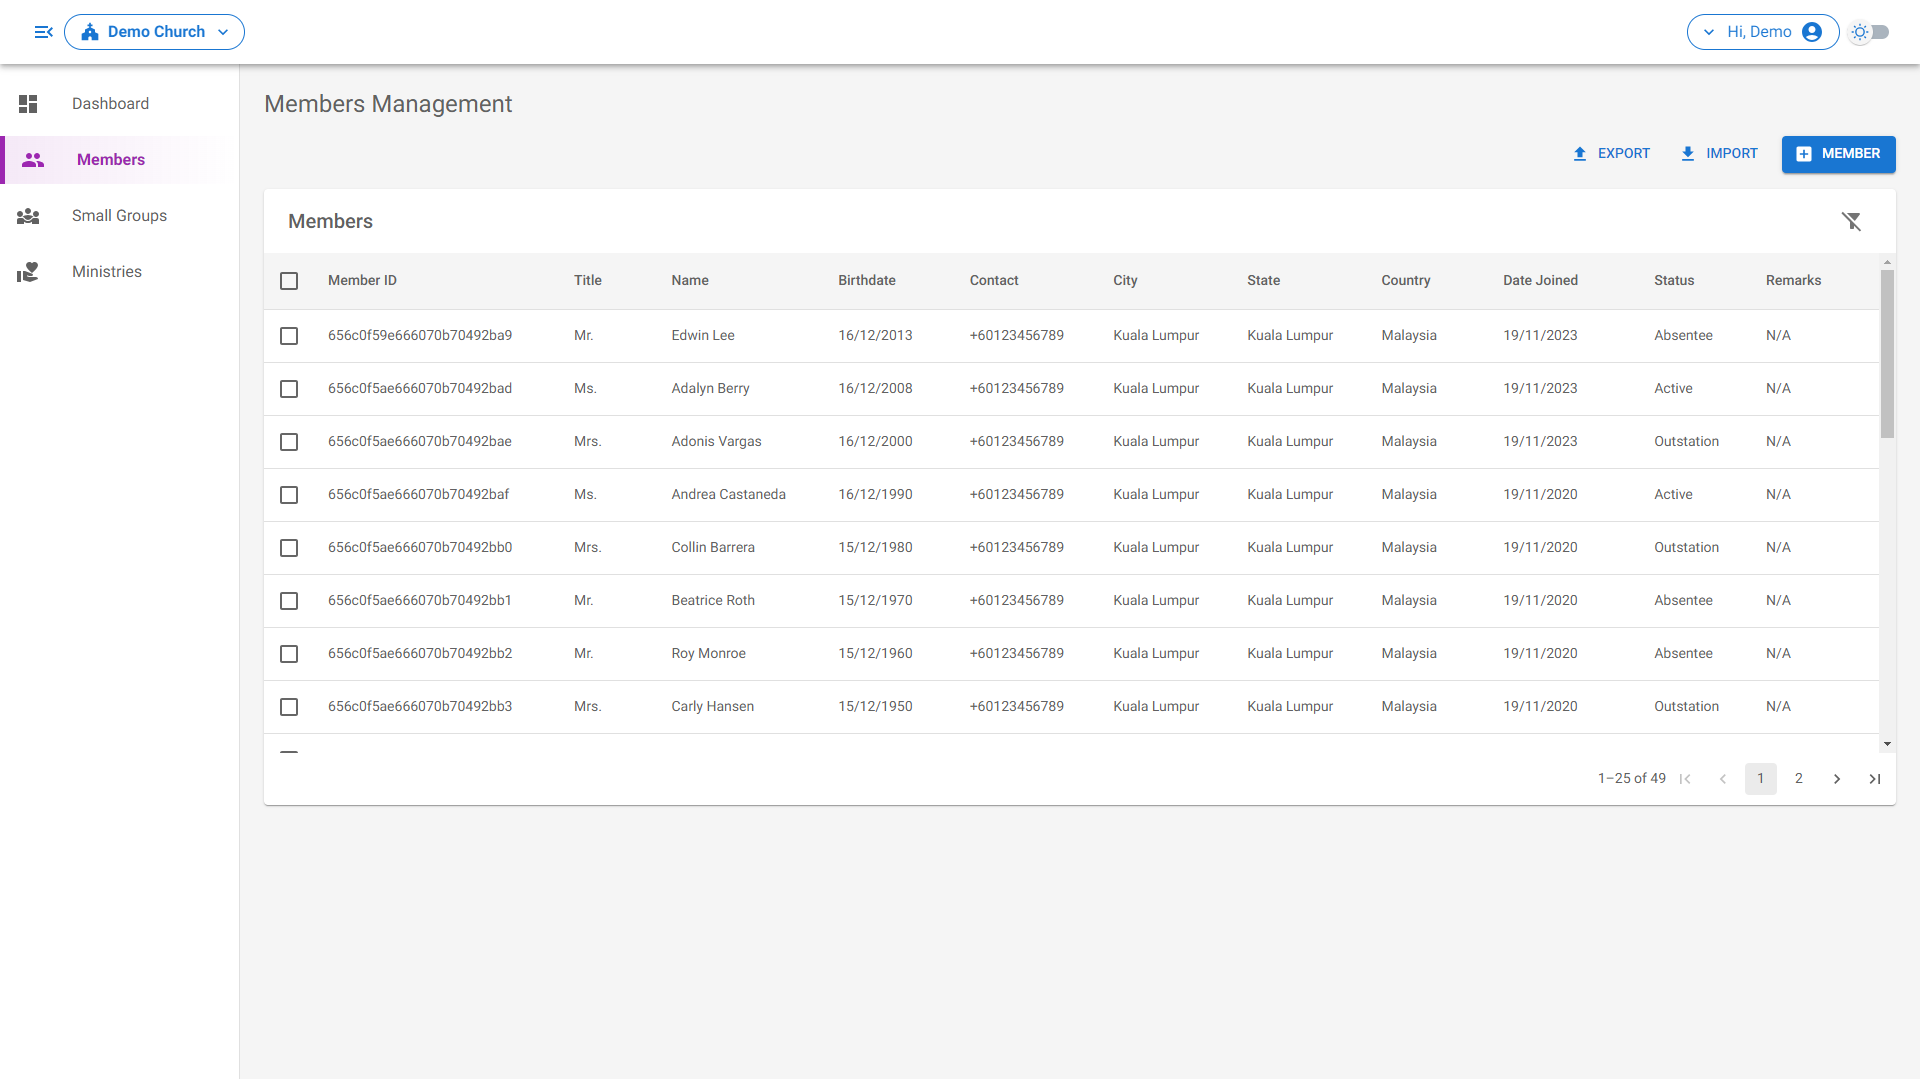 Demo Church
Hi, Demo
Dashboard
Members
Small Groups
Ministries
Members Management
EXPORT IMPORT MEMBER
Members
Member ID Title Name Birthdate Contact City State Country Date Joined Status Remarks
656c0f59e666070b70492ba9 Mr. Edwin Lee 16/12/2013 +60123456789 Kuala Lumpur Kuala Lumpur Malaysia 19/11/2023 Absentee N/A
656c0f5ae666070b70492bad Ms. Adalyn Berry 16/12/2008 +60123456789 Kuala Lumpur Kuala Lumpur Malaysia 19/11/2023 Active N/A
656c0f5ae666070b70492bae Mrs. Adonis Vargas 16/12/2000 +60123456789 Kuala Lumpur Kuala Lumpur Malaysia 19/11/2023 Outstation N/A
656c0f5ae666070b70492baf Ms. Andrea Castaneda 16/12/1990 +60123456789 Kuala Lumpur Kuala Lumpur Malaysia 19/11/2020 Active N/A
656c0f5ae666070b70492bb0 Mrs. Collin Barrera 15/12/1980 +60123456789 Kuala Lumpur Kuala Lumpur Malaysia 19/11/2020 Outstation N/A
656c0f5ae666070b70492bb1 Mr. Beatrice Roth 15/12/1970 +60123456789 Kuala Lumpur Kuala Lumpur Malaysia 19/11/2020 Absentee N/A
656c0f5ae666070b70492bb2 Mr. Roy Monroe 15/12/1960 +60123456789 Kuala Lumpur Kuala Lumpur Malaysia 19/11/2020 Absentee N/A
656c0f5ae666070b70492bb3 Mrs. Carly Hansen 15/12/1950 +60123456789 Kuala Lumpur Kuala Lumpur Malaysia 19/11/2020 Outstation N/A
1–25 of 49 1 2